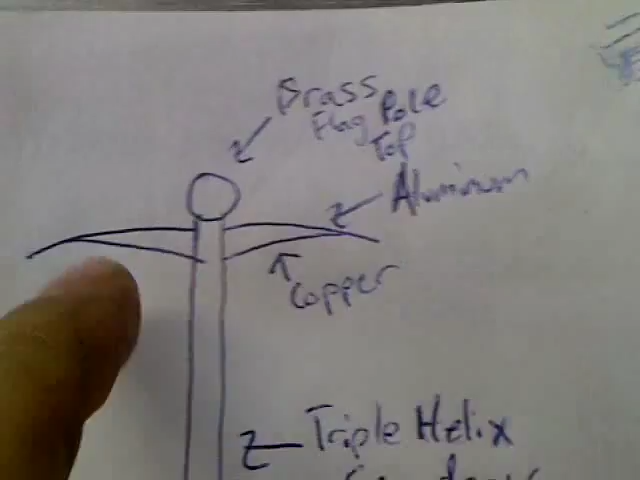 Brass
Flag Pole
Top
Aluminum
Copper
Triple Helix